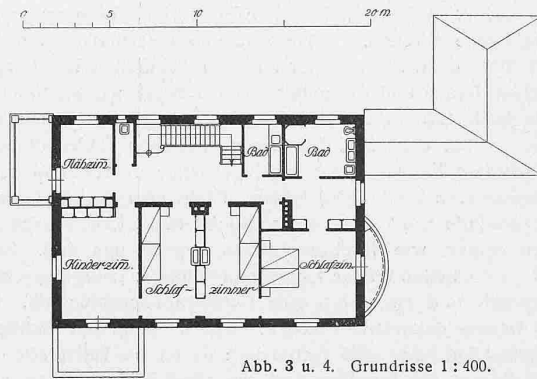 0 5 10 20 m
Bad Bad
Nähzim.
Kinderzim. Schlafzim.
Schlaf- zimmer
Abb. 3 u. 4. Grundrisse 1 : 400.